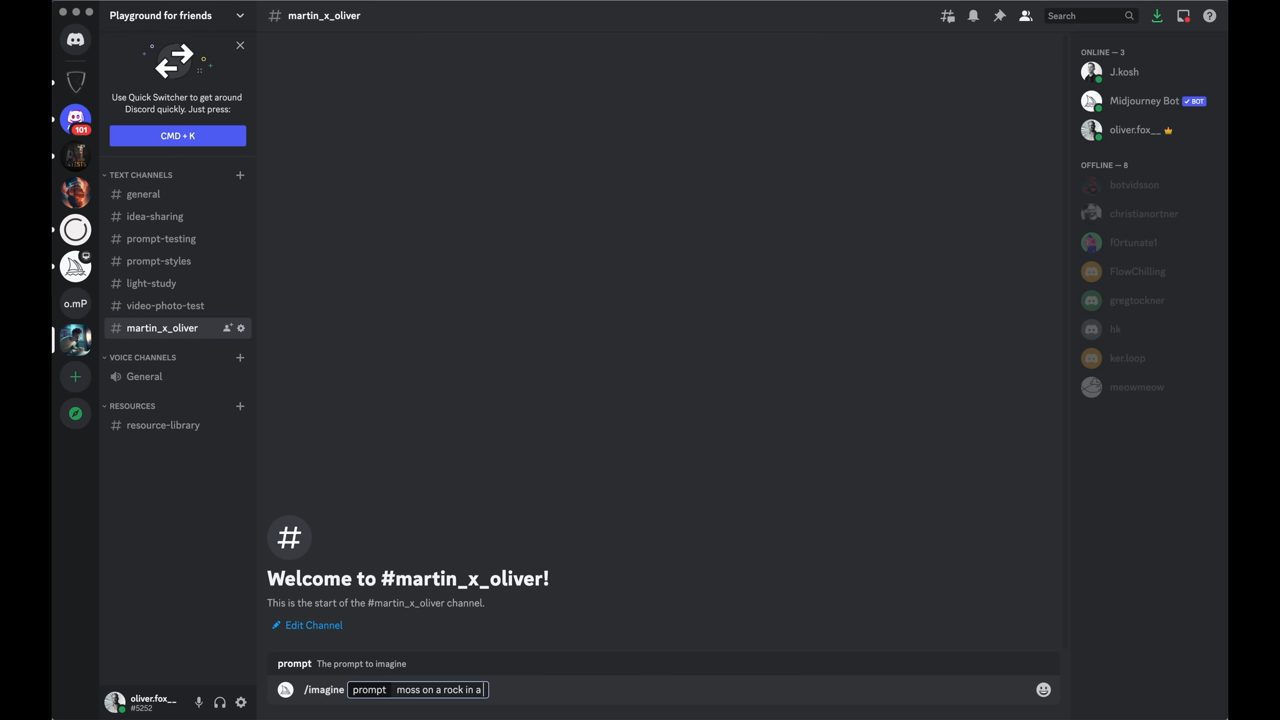 Playground for friends
martin_x_oliver
Search
Use Quick Switcher to get around
Discord quickly. Just press:
CMD + K
101
o.mP
TEXT CHANNELS
general
idea-sharing
prompt-testing
prompt-styles
light-study
video-photo-test
martin_x_oliver
VOICE CHANNELS
General
RESOURCES
resource-library
oliver.fox__
#5252
Welcome to #martin_x_oliver!
This is the start of the #martin_x_oliver channel.
Edit Channel
prompt The prompt to imagine
/imagine prompt moss on a rock in a
ONLINE — 3
J.kosh
Midjourney Bot BOT
oliver.fox__
OFFLINE — 8
botvidsson
christianortner
f0rtunate1
FlowChilling
gregtockner
hk
ker.loop
meowmeow